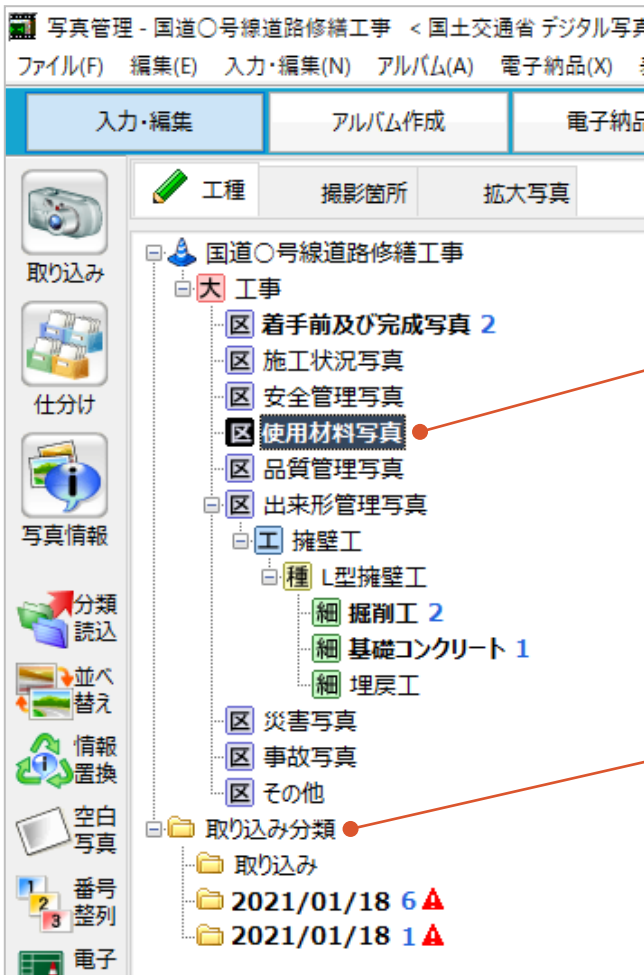 写真管理 - 国道〇号線道路修繕工事 < 国土交通省 デジタル写真
ファイル(F) 編集(E) 入力・編集(N) アルバム(A) 電子納品(X)
入力・編集 アルバム作成 電子納品
工種 撮影箇所 拡大写真
取り込み
仕分け
写真情報
分類
読込
並べ
替え
情報
置換
空白
写真
1 2 3
番号
整列
電子
国道〇号線道路修繕工事
大 工事
区 着手前及び完成写真 2
区 施工状況写真
区 安全管理写真
区 使用材料写真
区 品質管理写真
区 出来形管理写真
工 擁壁工
種 L型擁壁工
細 掘削工 2
細 基礎コンクリート 1
細 埋戻工
区 災害写真
区 事故写真
区 その他
取り込み分類
取り込み
2021/01/18 6
2021/01/18 1